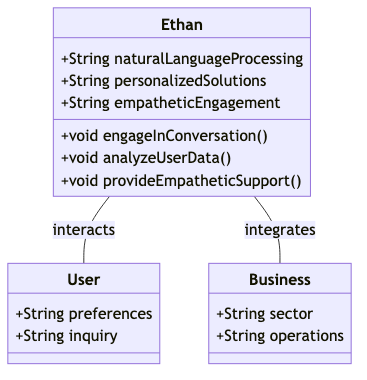 Ethan
+String naturalLanguageProcessing
+String personalizedSolutions
+String empatheticEngagement
+void engageInConversation()
+void analyzeUserData()
+void provideEmpatheticSupport()
interacts
integrates
User
+String preferences
+String inquiry
Business
+String sector
+String operations